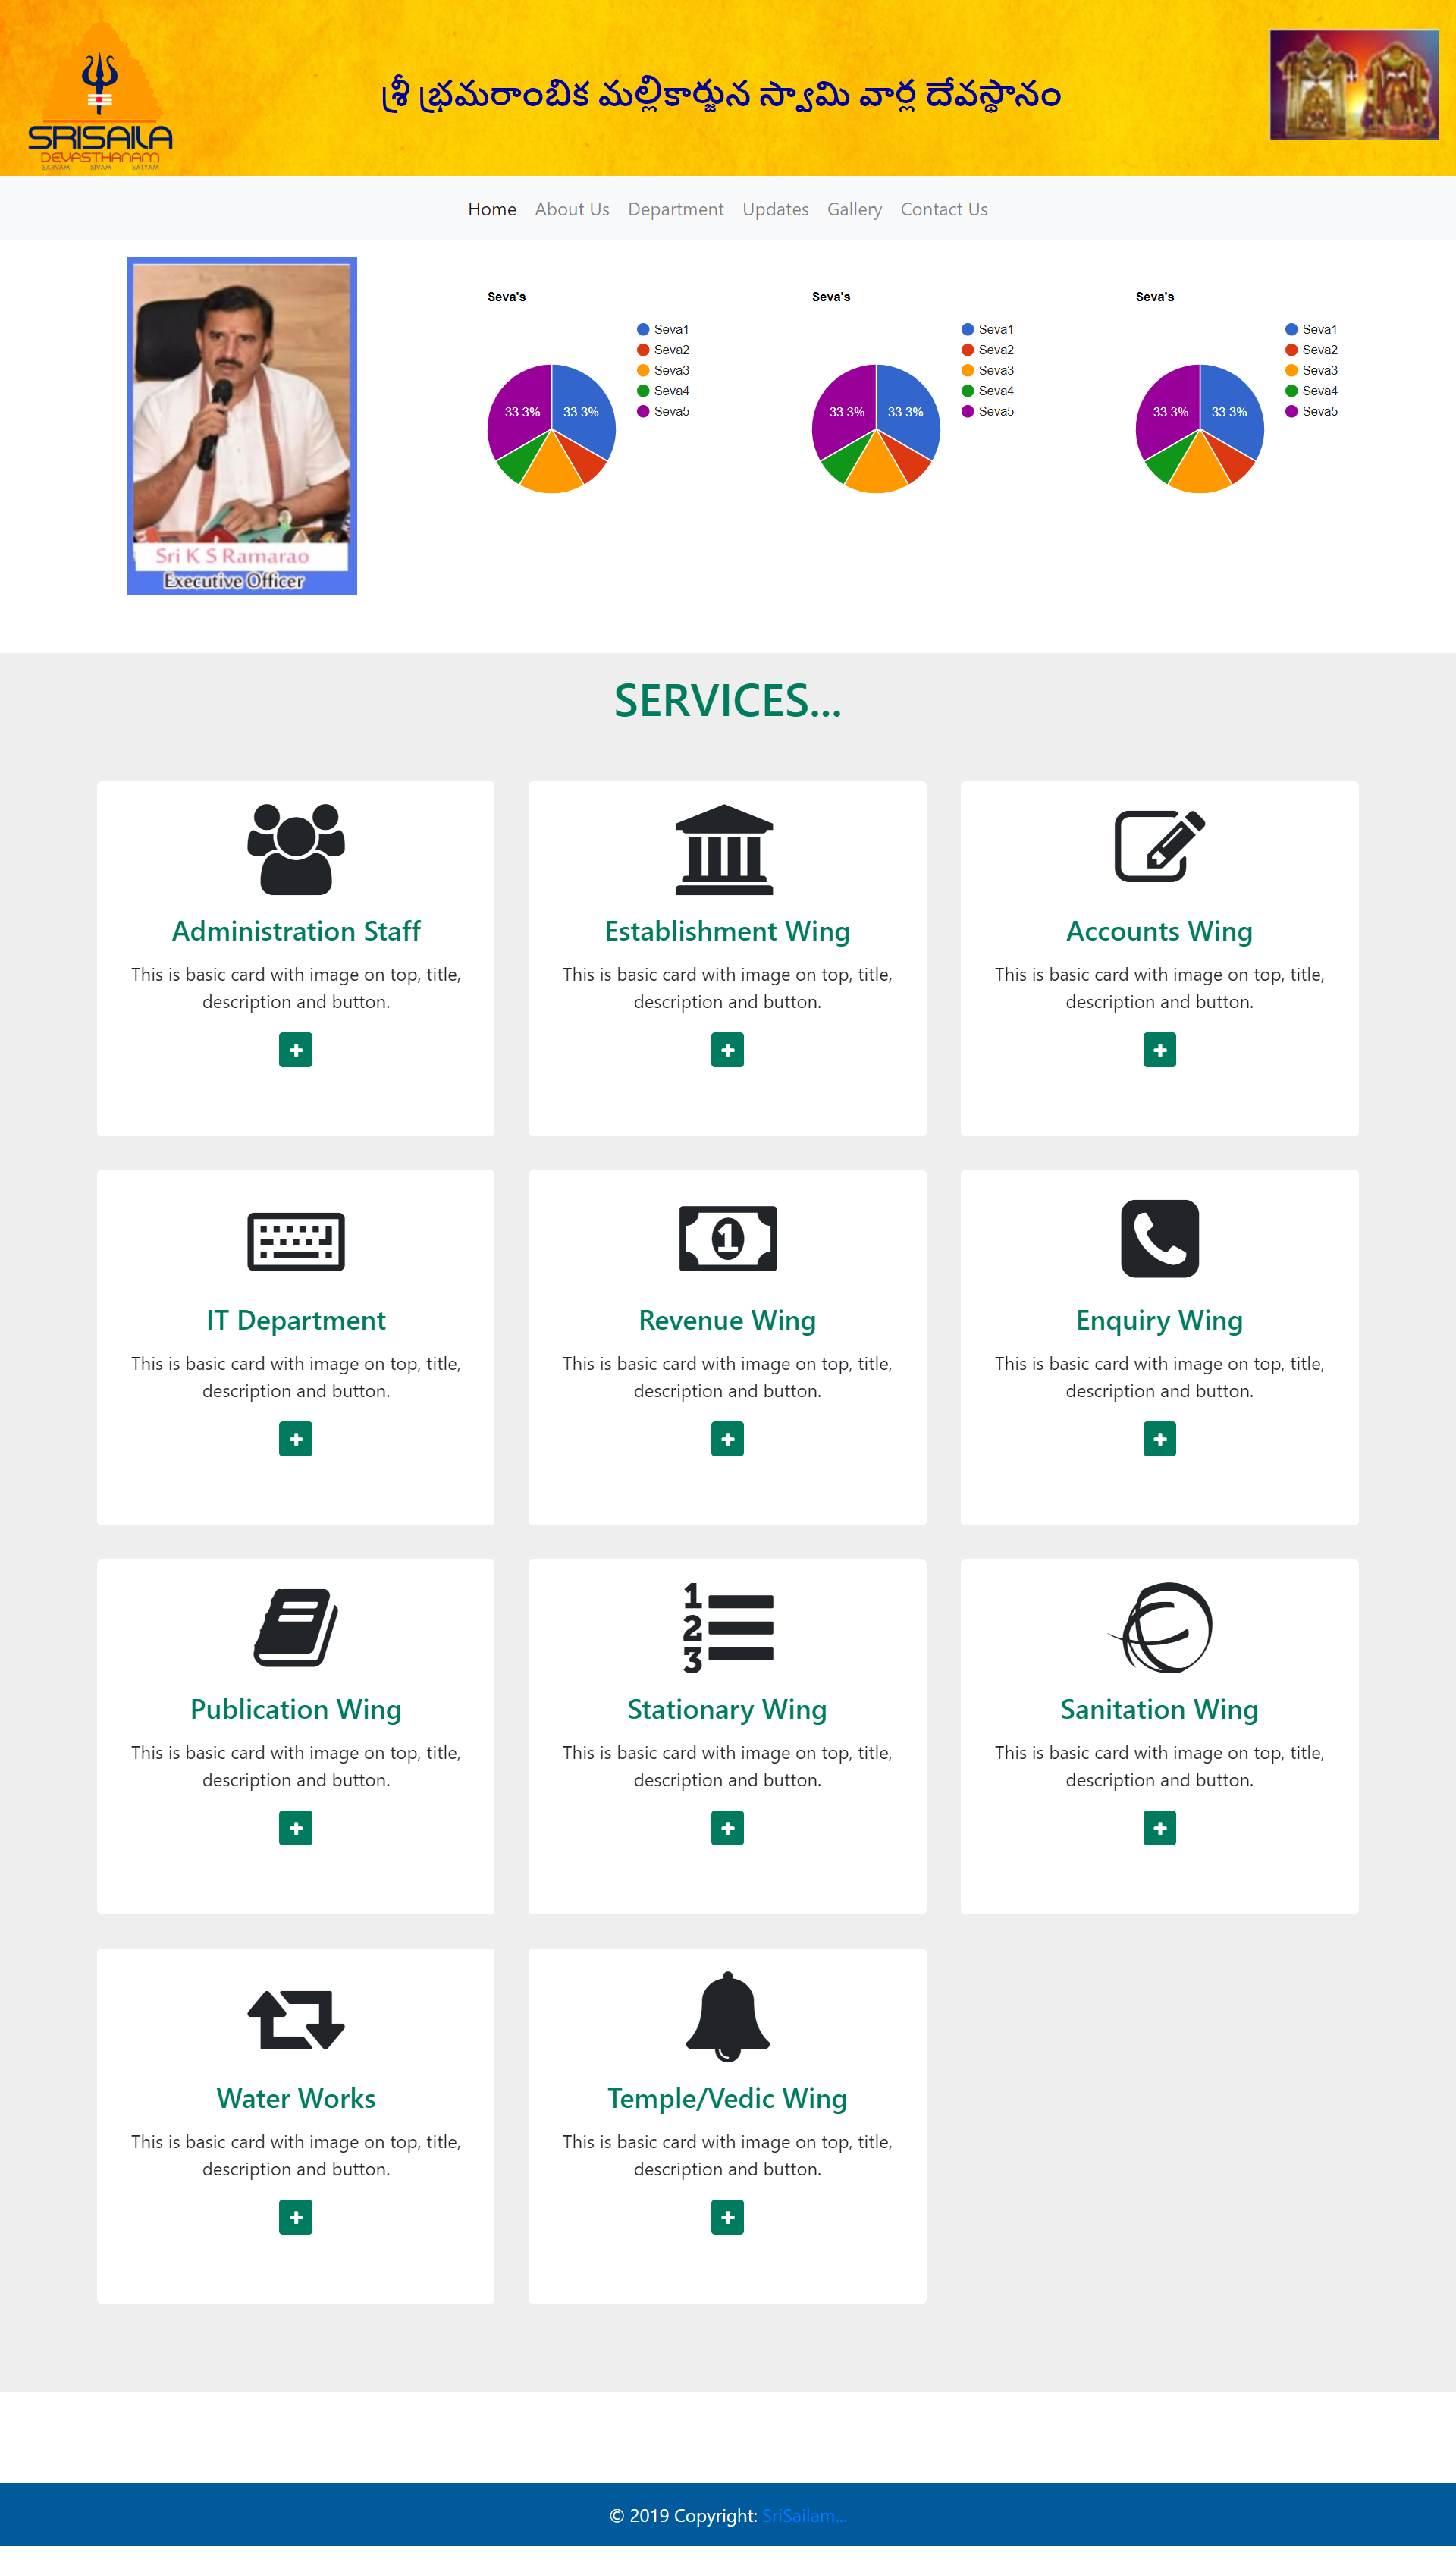 SRISAILA
DEVASTHANAM
SARVAM - SIVAM - SATYAM
శ్రీ భ్రమరాంబిక మల్లికార్జున స్వామి వార్ల దేవస్థానం
Home About Us Department Updates Gallery Contact Us
Sri K S Ramarao
Executive Officer
Seva's
Seva1
Seva2
Seva3
Seva4
Seva5
33.3% 33.3%
Seva's
Seva1
Seva2
Seva3
Seva4
Seva5
33.3% 33.3%
Seva's
Seva1
Seva2
Seva3
Seva4
Seva5
33.3% 33.3%
SERVICES...
Administration Staff
This is basic card with image on top, title,
description and button.
Establishment Wing
This is basic card with image on top, title,
description and button.
Accounts Wing
This is basic card with image on top, title,
description and button.
IT Department
This is basic card with image on top, title,
description and button.
1
Revenue Wing
This is basic card with image on top, title,
description and button.
Enquiry Wing
This is basic card with image on top, title,
description and button.
Publication Wing
This is basic card with image on top, title,
description and button.
1
2
3
Stationary Wing
This is basic card with image on top, title,
description and button.
Sanitation Wing
This is basic card with image on top, title,
description and button.
Water Works
This is basic card with image on top, title,
description and button.
Temple/Vedic Wing
This is basic card with image on top, title,
description and button.
© 2019 Copyright: SriSailam...